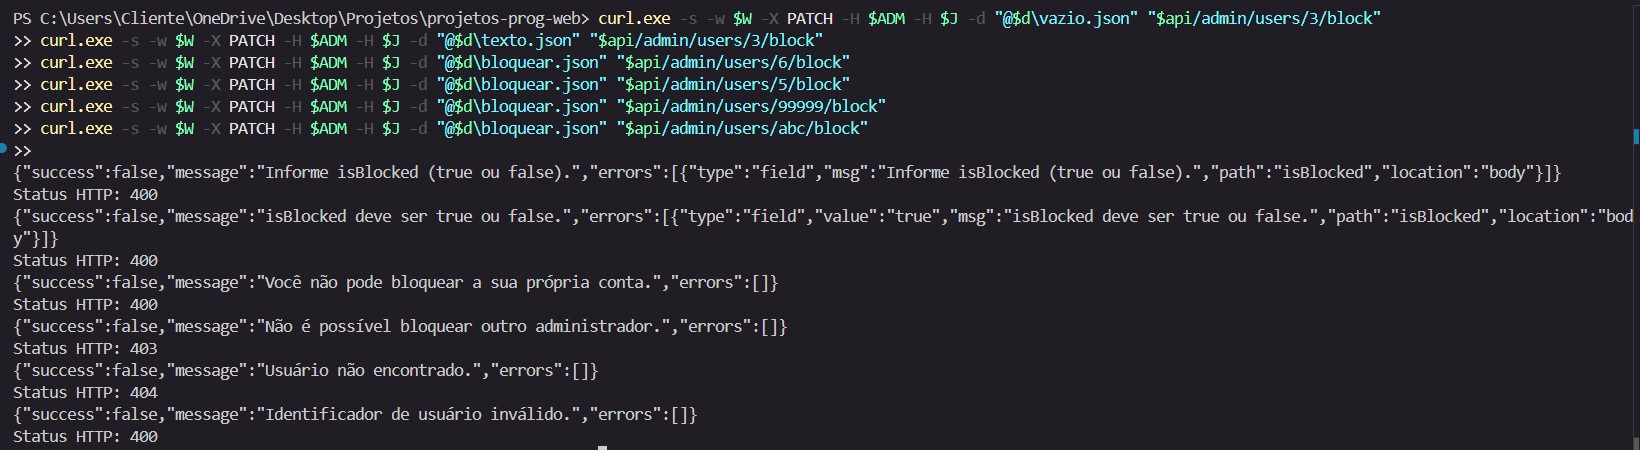 PS C:\Users\Cliente\OneDrive\Desktop\Projetos\projetos-prog-web> curl.exe -s -w $W -X PATCH -H $ADM -H $J -d "@$d\vazio.json" "$api/admin/users/3/block"
>> curl.exe -s -w $W -X PATCH -H $ADM -H $J -d "@$d\texto.json" "$api/admin/users/3/block"
>> curl.exe -s -w $W -X PATCH -H $ADM -H $J -d "@$d\bloquear.json" "$api/admin/users/6/block"
>> curl.exe -s -w $W -X PATCH -H $ADM -H $J -d "@$d\bloquear.json" "$api/admin/users/5/block"
>> curl.exe -s -w $W -X PATCH -H $ADM -H $J -d "@$d\bloquear.json" "$api/admin/users/99999/block"
>> curl.exe -s -w $W -X PATCH -H $ADM -H $J -d "@$d\bloquear.json" "$api/admin/users/abc/block"
>>
{"success":false,"message":"Informe isBlocked (true ou false).","errors":[{"type":"field","msg":"Informe isBlocked (true ou false).","path":"isBlocked","location":"body"}]}
Status HTTP: 400
{"success":false,"message":"isBlocked deve ser true ou false.","errors":[{"type":"field","value":"true","msg":"isBlocked deve ser true ou false.","path":"isBlocked","location":"bod
y"}]}
Status HTTP: 400
{"success":false,"message":"Você não pode bloquear a sua própria conta.","errors":[]}
Status HTTP: 400
{"success":false,"message":"Não é possível bloquear outro administrador.","errors":[]}
Status HTTP: 403
{"success":false,"message":"Usuário não encontrado.","errors":[]}
Status HTTP: 404
{"success":false,"message":"Identificador de usuário inválido.","errors":[]}
Status HTTP: 400